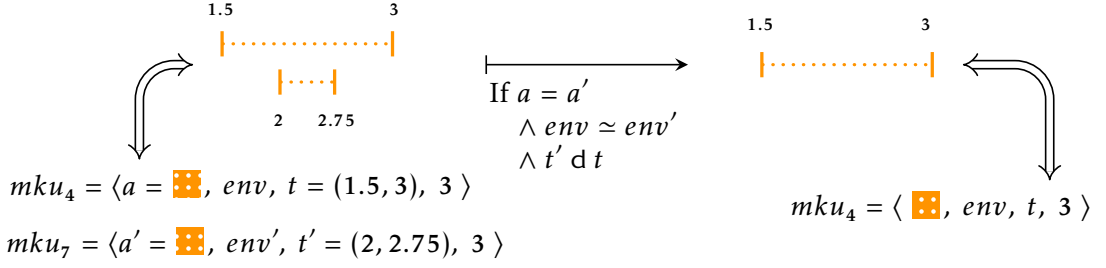 1.5 3
2 2.75
If a = a′
∧ env ≃ env′
∧ t′ d t
mku₄ = ⟨a = , env, t = (1.5, 3), 3 ⟩
mku₇ = ⟨a′ = , env′, t′ = (2, 2.75), 3 ⟩
1.5 3
mku₄ = ⟨ , env, t, 3 ⟩